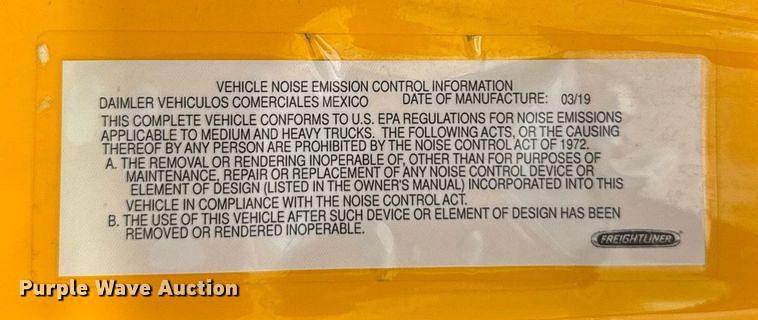 VEHICLE NOISE EMISSION CONTROL INFORMATION
DAIMLER VEHICULOS COMERCIALES MEXICO DATE OF MANUFACTURE: 03/19
THIS COMPLETE VEHICLE CONFORMS TO U.S. EPA REGULATIONS FOR NOISE EMISSIONS
APPLICABLE TO MEDIUM AND HEAVY TRUCKS. THE FOLLOWING ACTS, OR THE CAUSING
THEREOF BY ANY PERSON ARE PROHIBITED BY THE NOISE CONTROL ACT OF 1972.
A. THE REMOVAL OR RENDERING INOPERABLE OF, OTHER THAN FOR PURPOSES OF
MAINTENANCE, REPAIR OR REPLACEMENT OF ANY NOISE CONTROL DEVICE OR
ELEMENT OF DESIGN (LISTED IN THE OWNER'S MANUAL) INCORPORATED INTO THIS
VEHICLE IN COMPLIANCE WITH THE NOISE CONTROL ACT.
B. THE USE OF THIS VEHICLE AFTER SUCH DEVICE OR ELEMENT OF DESIGN HAS BEEN
REMOVED OR RENDERED INOPERABLE.
FREIGHTLINER
Purple Wave Auction